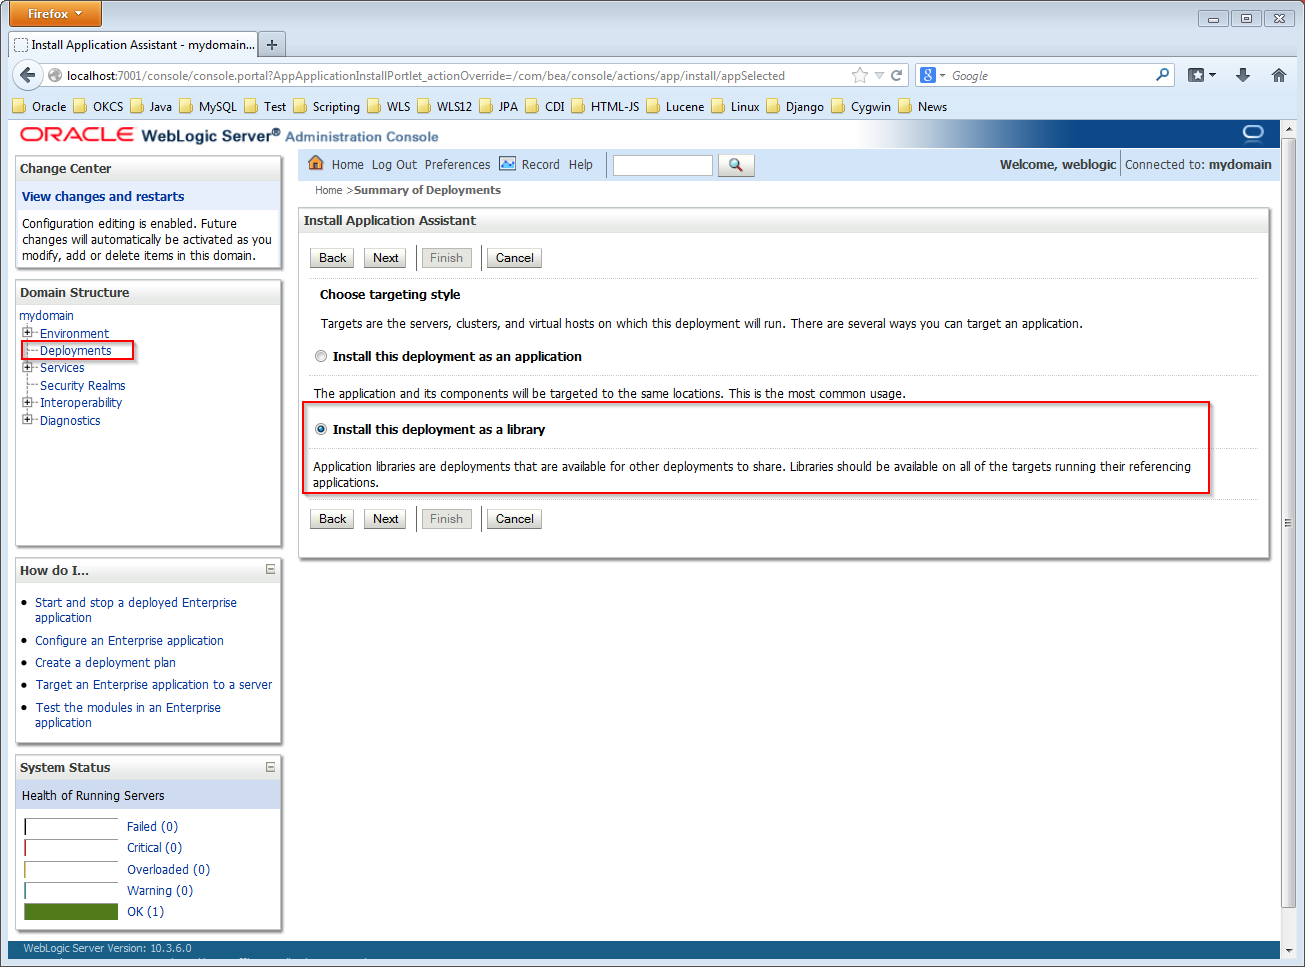 Firefox
Install Application Assistant - mydomain...
localhost:7001/console/console.portal?AppApplicationInstallPortlet_actionOverride=/com/bea/console/actions/app/install/appSelected
Google
Oracle OKCS Java MySQL Test Scripting WLS WLS12 JPA CDI HTML-JS Lucene Linux Django Cygwin News
ORACLE WebLogic Server® Administration Console
Change Center
View changes and restarts
Configuration editing is enabled. Future
changes will automatically be activated as you
modify, add or delete items in this domain.
Domain Structure
mydomain
Environment
Deployments
Services
Security Realms
Interoperability
Diagnostics
How do I...
Start and stop a deployed Enterprise
application
Configure an Enterprise application
Create a deployment plan
Target an Enterprise application to a server
Test the modules in an Enterprise
application
System Status
Health of Running Servers
Failed (0)
Critical (0)
Overloaded (0)
Warning (0)
OK (1)
Home Log Out Preferences Record Help
Welcome, weblogic Connected to: mydomain
Home >Summary of Deployments
Install Application Assistant
Back Next Finish Cancel
Choose targeting style
Targets are the servers, clusters, and virtual hosts on which this deployment will run. There are several ways you can target an application.
Install this deployment as an application
The application and its components will be targeted to the same locations. This is the most common usage.
Install this deployment as a library
Application libraries are deployments that are available for other deployments to share. Libraries should be available on all of the targets running their referencing
applications.
Back Next Finish Cancel
WebLogic Server Version: 10.3.6.0